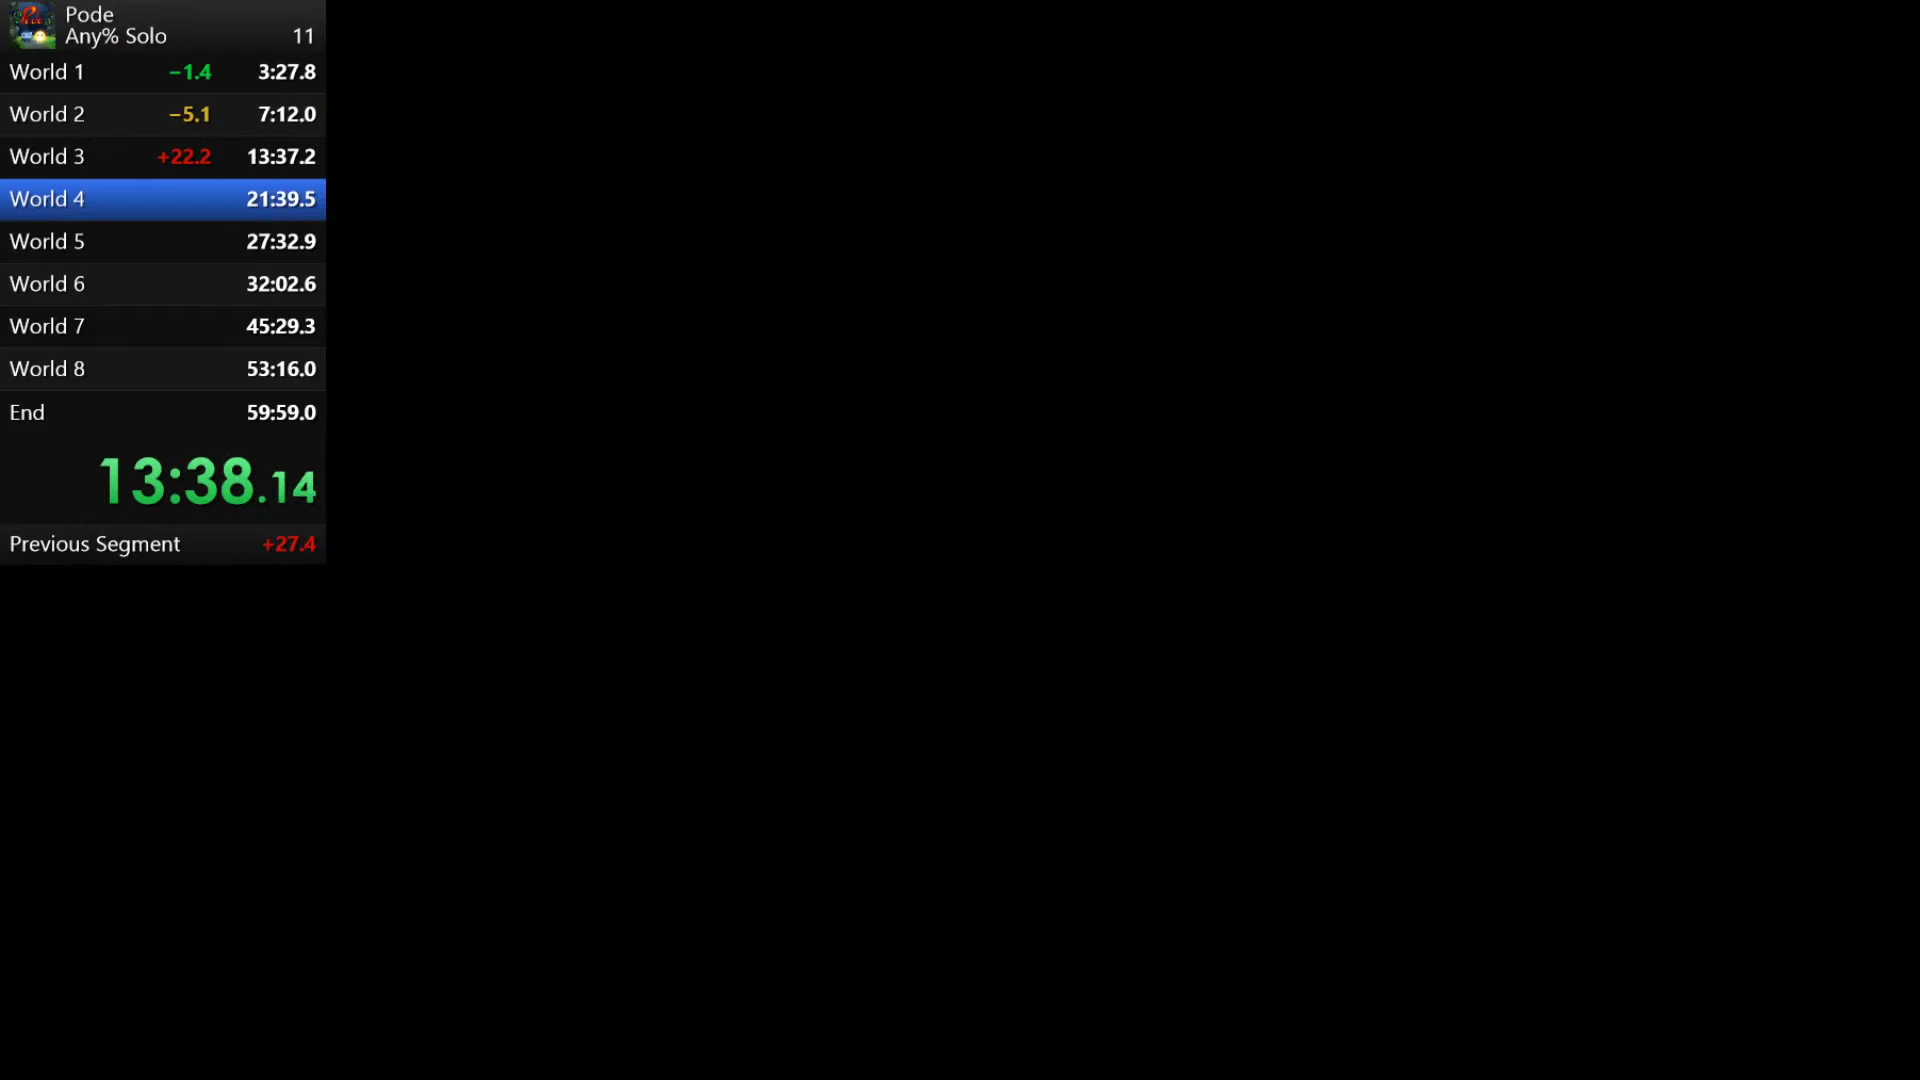 Pode
Any% Solo 11
World 1 −1.4 3:27.8
World 2 −5.1 7:12.0
World 3 +22.2 13:37.2
World 4 21:39.5
World 5 27:32.9
World 6 32:02.6
World 7 45:29.3
World 8 53:16.0
End 59:59.0
13:38.14
Previous Segment +27.4